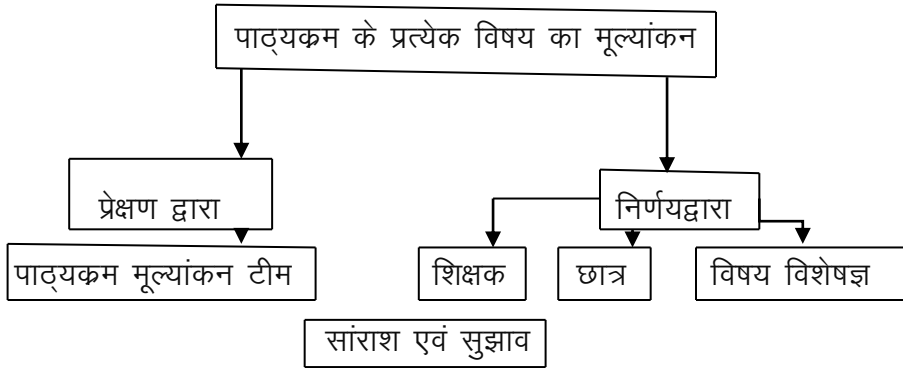 पाठ्यक्रम के प्रत्येक विषय का मूल्यांकन
प्रेक्षण द्वारा
निर्णयद्वारा
पाठ्यक्रम मूल्यांकन टीम
शिक्षक
छात्र
विषय विशेषज्ञ
सांराश एवं सुझाव